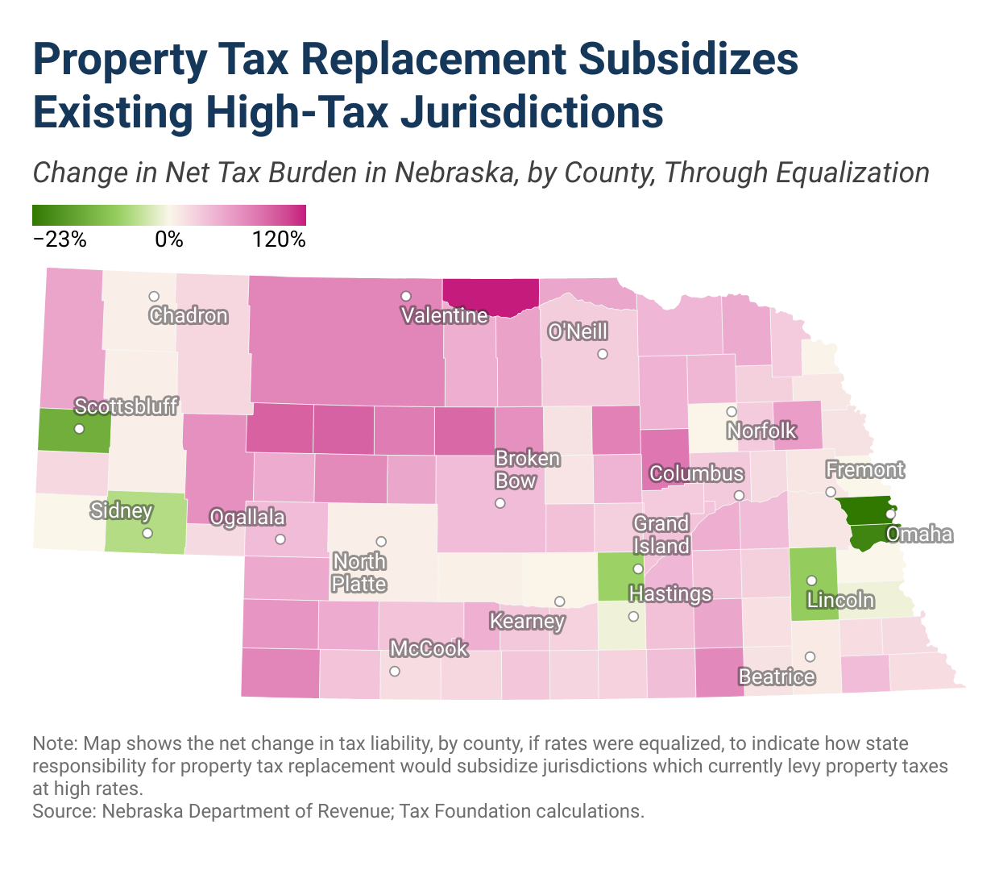 Property Tax Replacement Subsidizes
Existing High-Tax Jurisdictions
Change in Net Tax Burden in Nebraska, by County, Through Equalization
−23% 0% 120%
Chadron
Valentine
O'Neill
Scottsbluff
Norfolk
Broken
Bow
Columbus
Fremont
Sidney
Ogallala
Grand
Island
Omaha
North
Platte
Hastings
Lincoln
Kearney
McCook
Beatrice
Note: Map shows the net change in tax liability, by county, if rates were equalized, to indicate how state
responsibility for property tax replacement would subsidize jurisdictions which currently levy property taxes
at high rates.
Source: Nebraska Department of Revenue; Tax Foundation calculations.